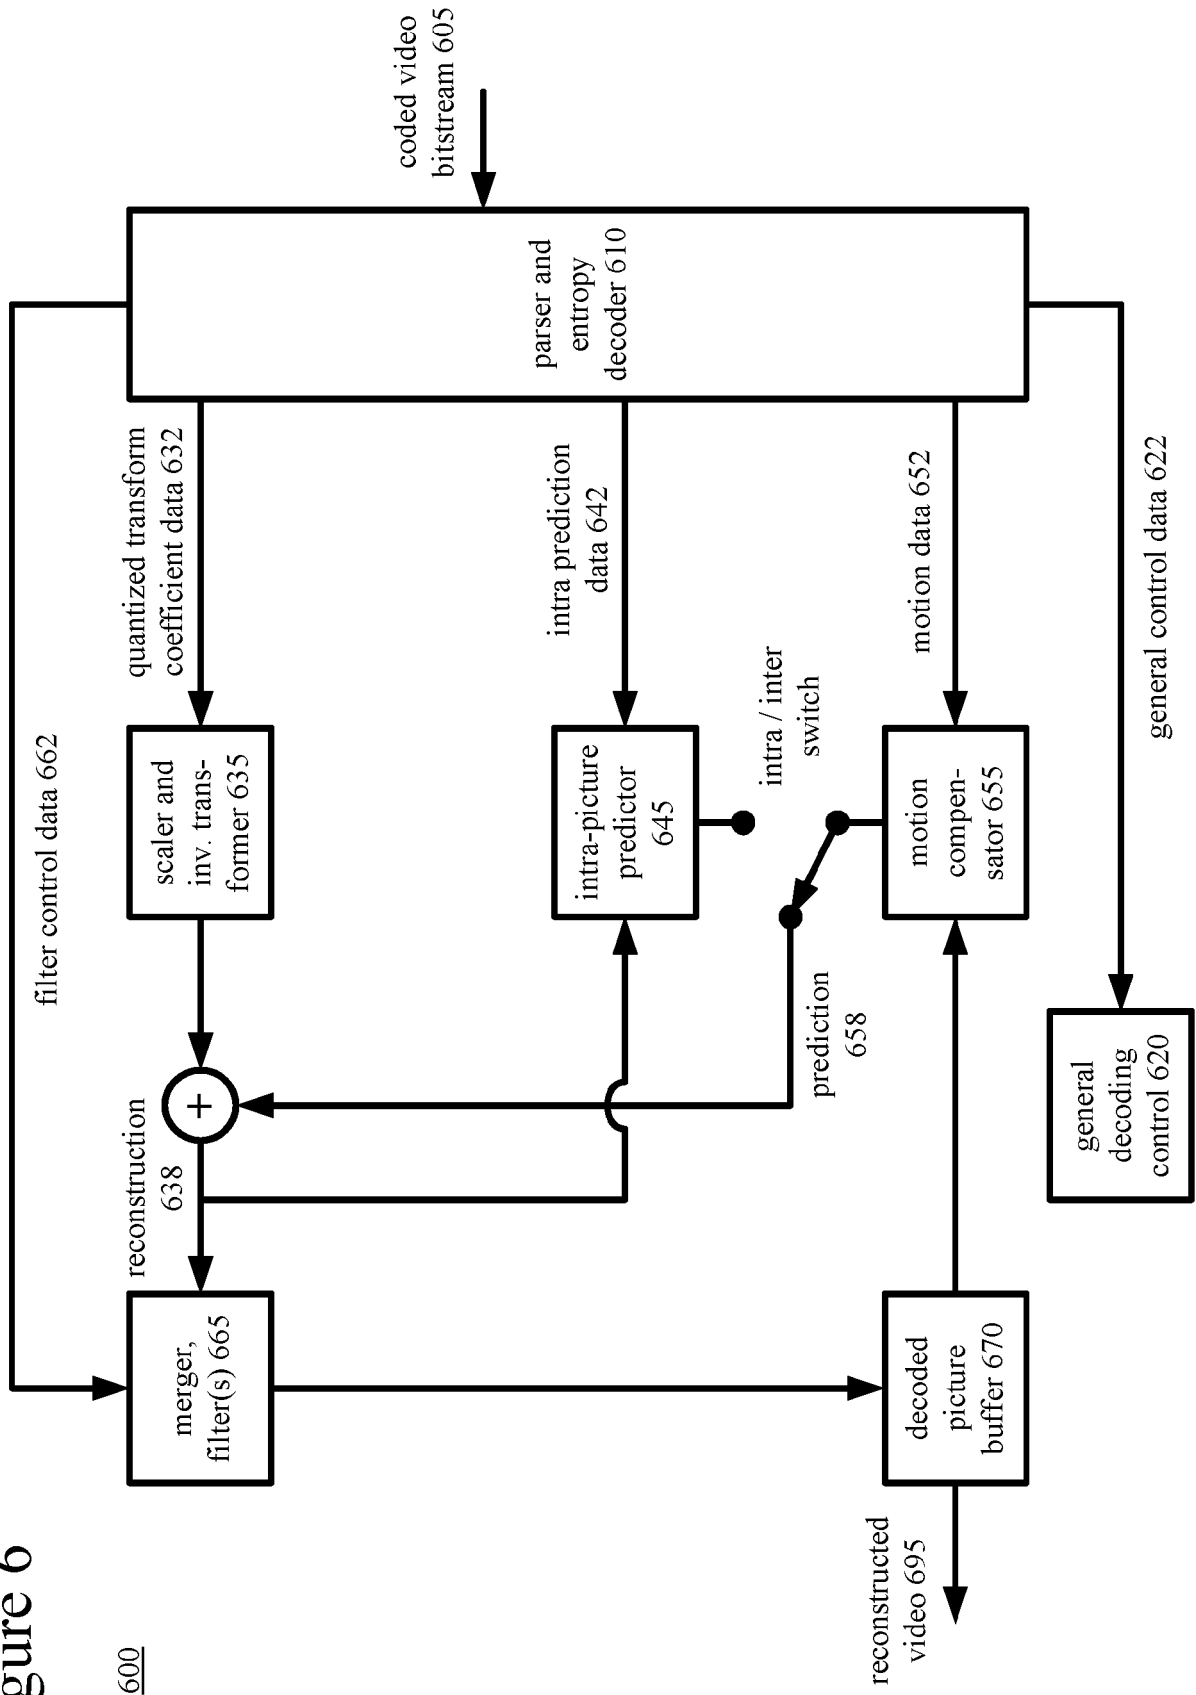 gure 6
600
filter control data 662
quantized transform
coefficient data 632
reconstruction
638
merger,
filter(s) 665
+
scaler and
inv. trans-
former 635
coded video
bitstream 605
parser and
entropy
decoder 610
intra prediction
data 642
intra-picture
predictor
645
intra / inter
switch
prediction
658
motion data 652
motion
compen-
sator 655
decoded
picture
buffer 670
reconstructed
video 695
general
decoding
control 620
general control data 622